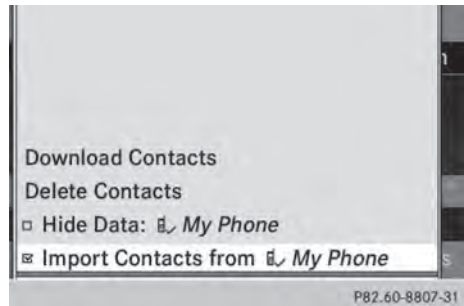 Download Contacts
Delete Contacts
Hide Data: My Phone
Import Contacts from My Phone
P82.60-8807-31